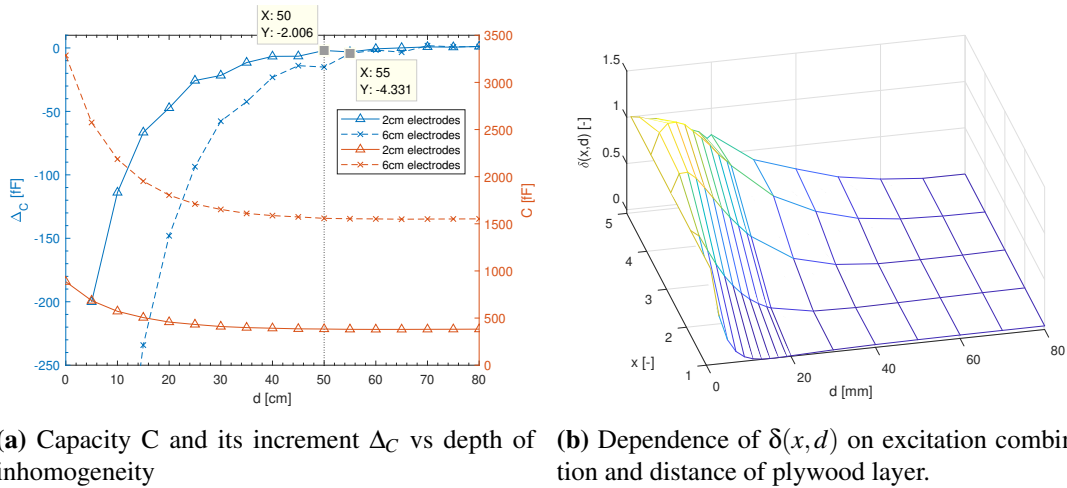 X: 50
Y: -2.006
X: 55
Y: -4.331
0
-50
-100
-150
-200
-250
Δ_C [fF]
0 10 20 30 40 50 60 70 80
d [cm]
3500
3000
2500
2000
1500
1000
500
0
C [fF]
2cm electrodes
6cm electrodes
2cm electrodes
6cm electrodes
1.5
1
0.5
0
δ(x,d) [-]
5
4
3
2
1
x [-]
0 20 40 60 80
d [mm]
(a) Capacity C and its increment Δ_C vs depth of
inhomogeneity
(b) Dependence of δ(x,d) on excitation combin
tion and distance of plywood layer.